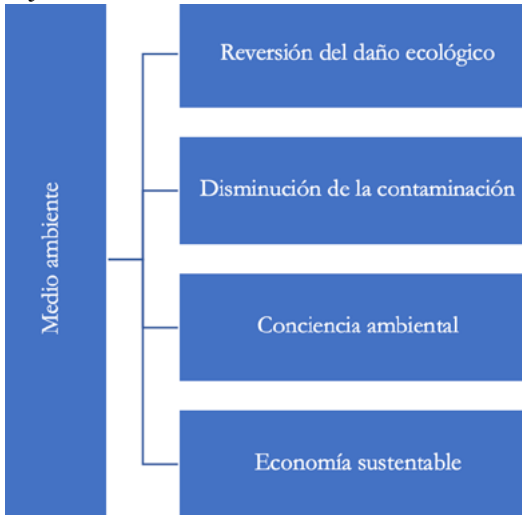 Medio ambiente
Reversión del daño ecológico
Disminución de la contaminación
Conciencia ambiental
Economía sustentable